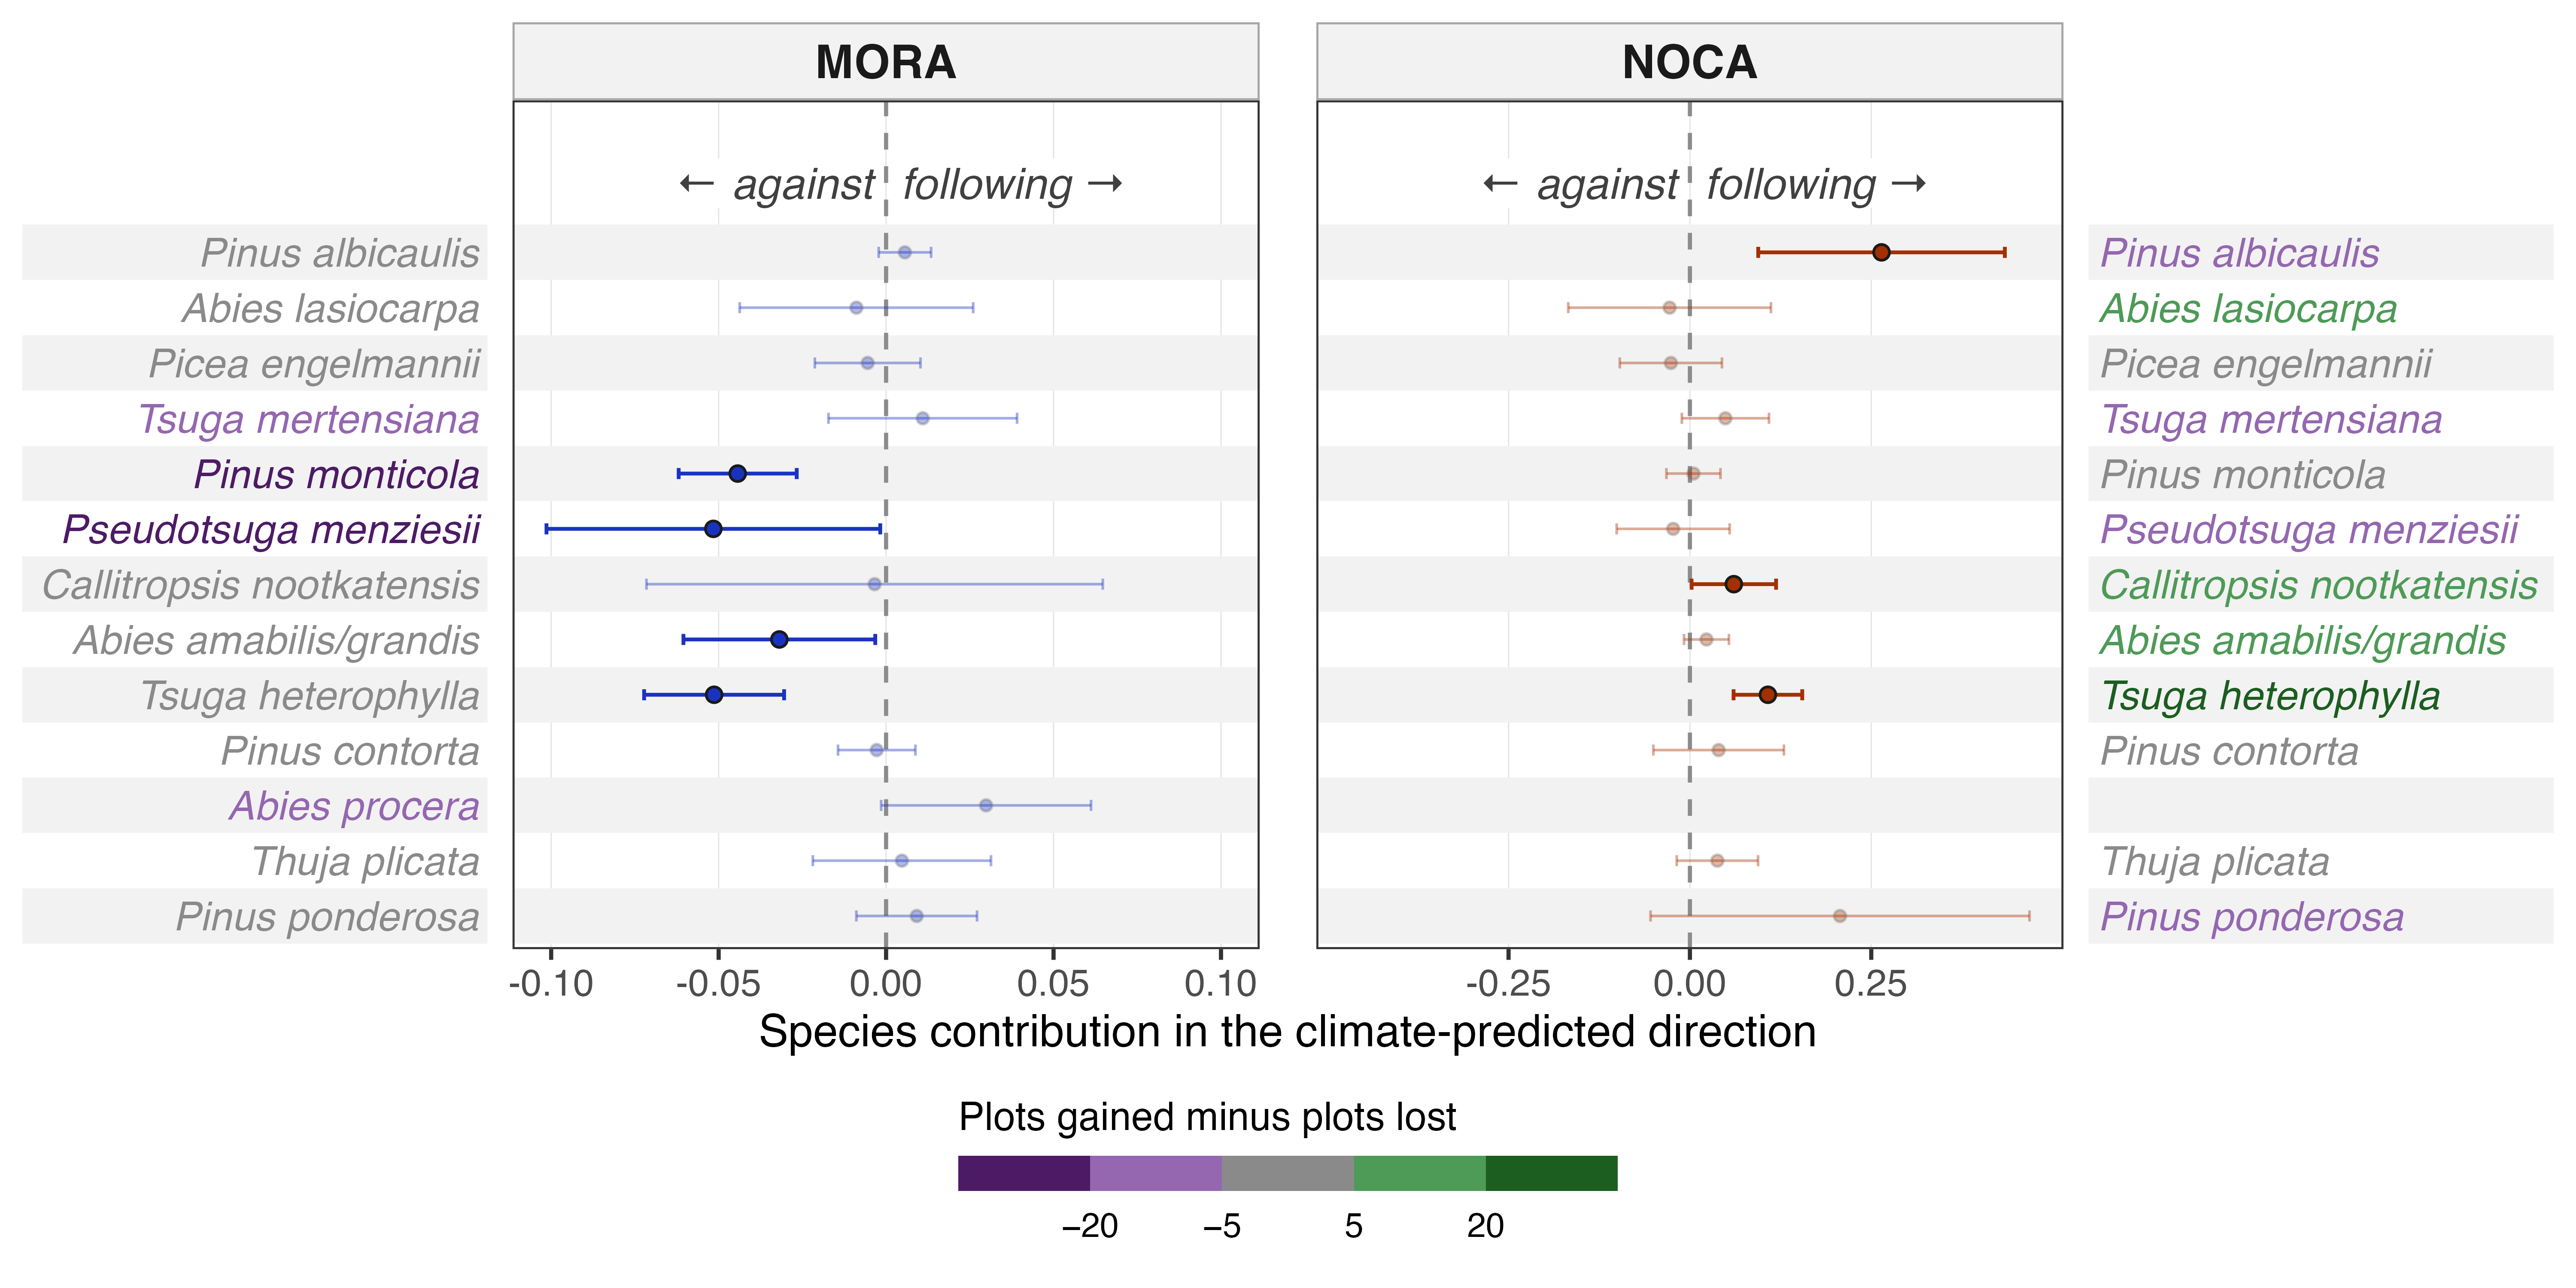 MORA NOCA
← against following → ← against following →
Pinus albicaulis Pinus albicaulis
Abies lasiocarpa Abies lasiocarpa
Picea engelmannii Picea engelmannii
Tsuga mertensiana Tsuga mertensiana
Pinus monticola Pinus monticola
Pseudotsuga menziesii Pseudotsuga menziesii
Callitropsis nootkatensis Callitropsis nootkatensis
Abies amabilis/grandis Abies amabilis/grandis
Tsuga heterophylla Tsuga heterophylla
Pinus contorta Pinus contorta
Abies procera
Thuja plicata Thuja plicata
Pinus ponderosa Pinus ponderosa
-0.10 -0.05 0.00 0.05 0.10 -0.25 0.00 0.25
Species contribution in the climate-predicted direction
Plots gained minus plots lost
−20 −5 5 20